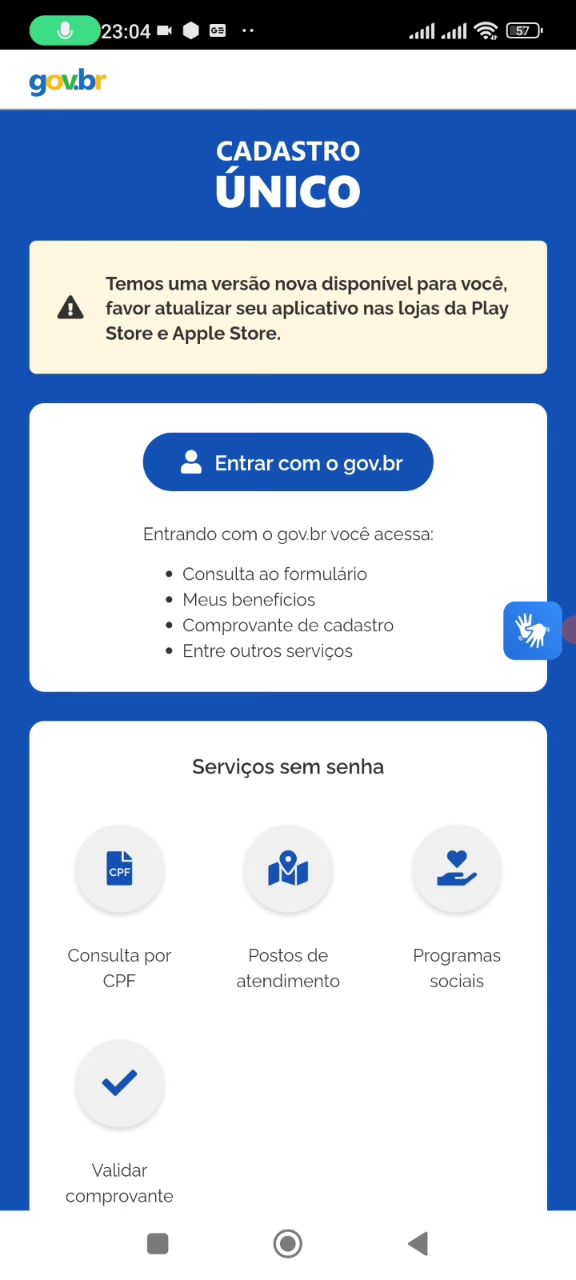 23:04
57
gov.br
CADASTRO
ÚNICO
Temos uma versão nova disponível para você,
favor atualizar seu aplicativo nas lojas da Play
Store e Apple Store.
Entrar com o gov.br
Entrando com o gov.br você acessa:
Consulta ao formulário
Meus benefícios
Comprovante de cadastro
Entre outros serviços
Serviços sem senha
CPF
Consulta por
CPF
Postos de
atendimento
Programas
sociais
Validar
comprovante